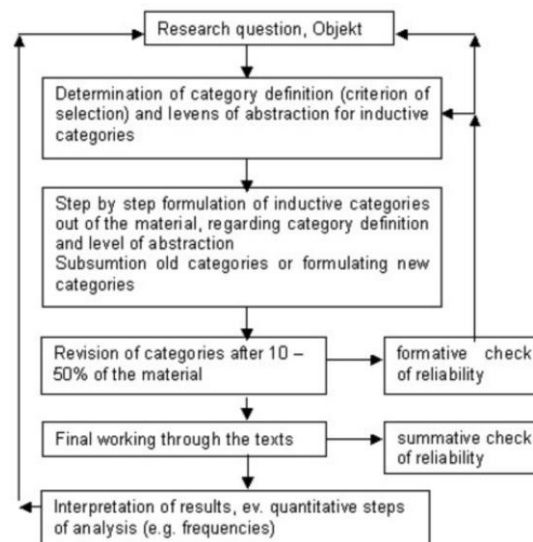 Research question, Objekt
Determination of category definition (criterion of
selection) and levens of abstraction for inductive
categories
Step by step formulation of inductive categories
out of the material, regarding category definition
and level of abstraction
Subsumtion old categories or formulating new
categories
Revision of categories after 10 –
50% of the material
formative check
of reliability
Final working through the texts
summative check
of reliability
Interpretation of results, ev. quantitative steps
of analysis (e.g. frequencies)